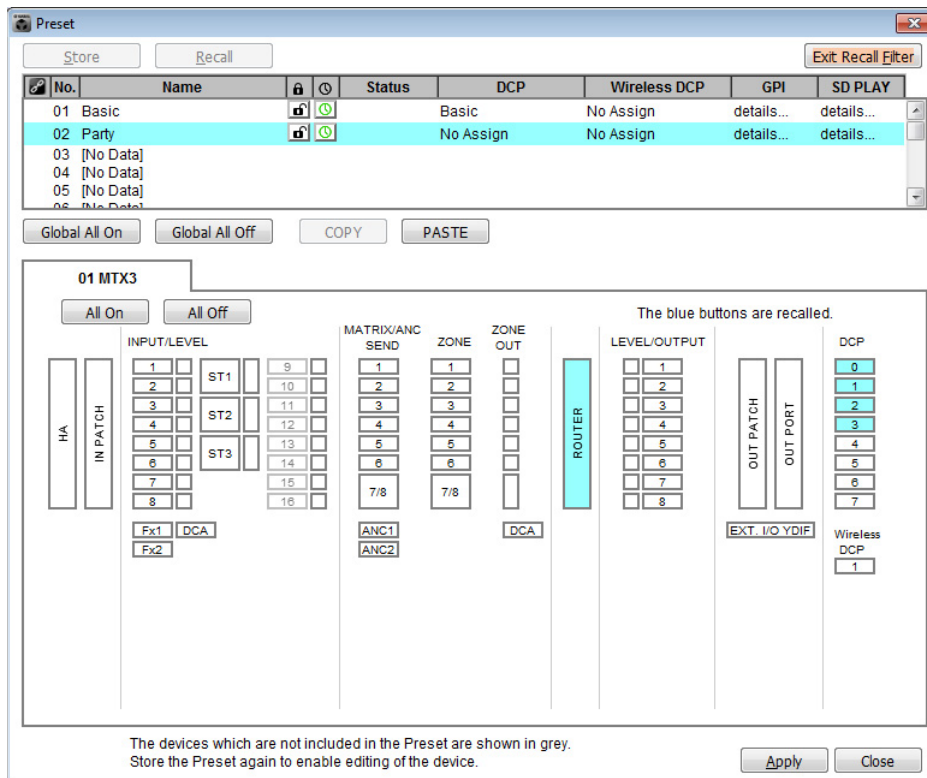 Preset
Store Recall Exit Recall Filter
No. Name Status DCP Wireless DCP GPI SD PLAY
01 Basic Basic No Assign details... details...
02 Party No Assign No Assign details... details...
03 [No Data]
04 [No Data]
05 [No Data]
06 [No Data]
Global All On Global All Off COPY PASTE
01 MTX3
All On All Off The blue buttons are recalled.
HA
IN PATCH
INPUT/LEVEL
1
2
3
4
5
6
7
8
ST1
ST2
ST3
9
10
11
12
13
14
15
16
Fx1 DCA
Fx2
MATRIX/ANC
SEND
1
2
3
4
5
6
7/8
ANC1
ANC2
ZONE
1
2
3
4
5
6
7/8
ZONE
OUT
DCA
ROUTER
LEVEL/OUTPUT
1
2
3
4
5
6
7
8
OUT PATCH
OUT PORT
EXT. I/O YDIF
DCP
0
1
2
3
4
5
6
7
Wireless
DCP
1
The devices which are not included in the Preset are shown in grey.
Store the Preset again to enable editing of the device.
Apply Close